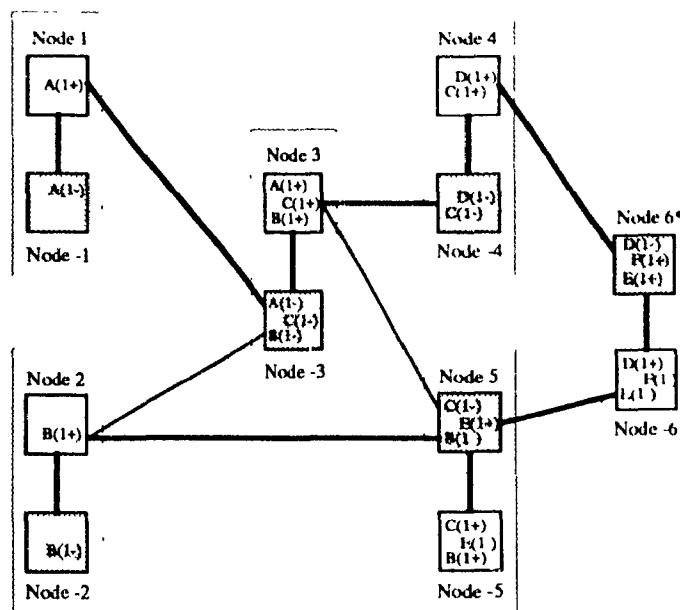 Node 1
A(1+)
A(1-)
Node -1
Node 3
A(1+)
C(1+)
B(1+)
A(1-)
C(1-)
B(1-)
Node -3
Node 4
D(1+)
C(1+)
D(1-)
C(1-)
Node -4
Node 6*
D(1-)
E(1+)
D(1+)
Node -6
Node 2
B(1+)
B(1-)
Node -2
Node 5
C(1-)
E(1+)
C(1+)
B(1+)
Node -5